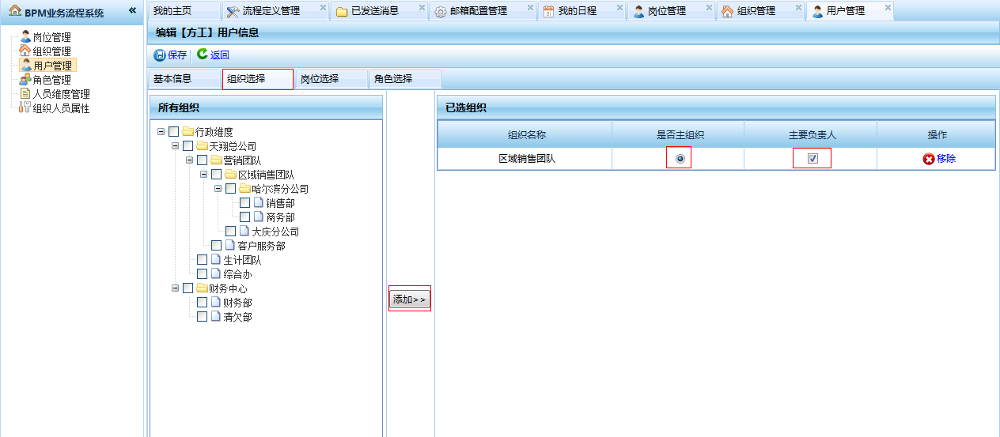 BPM业务流程系统 «
岗位管理
组织管理
用户管理
角色管理
人员维度管理
组织人员属性
我的主页 流程定义管理 已发送消息 邮箱配置管理 我的日程 岗位管理 组织管理 用户管理
编辑【方工】用户信息
保存 返回
基本信息 组织选择 岗位选择 角色选择
所有组织
行政维度
天翔总公司
营销团队
区域销售团队
哈尔滨分公司
销售部
商务部
大庆分公司
客户服务部
生计团队
综合办
财务中心
财务部
清欠部
添加>>
已选组织
组织名称 是否主组织 主要负责人 操作
区域销售团队 移除